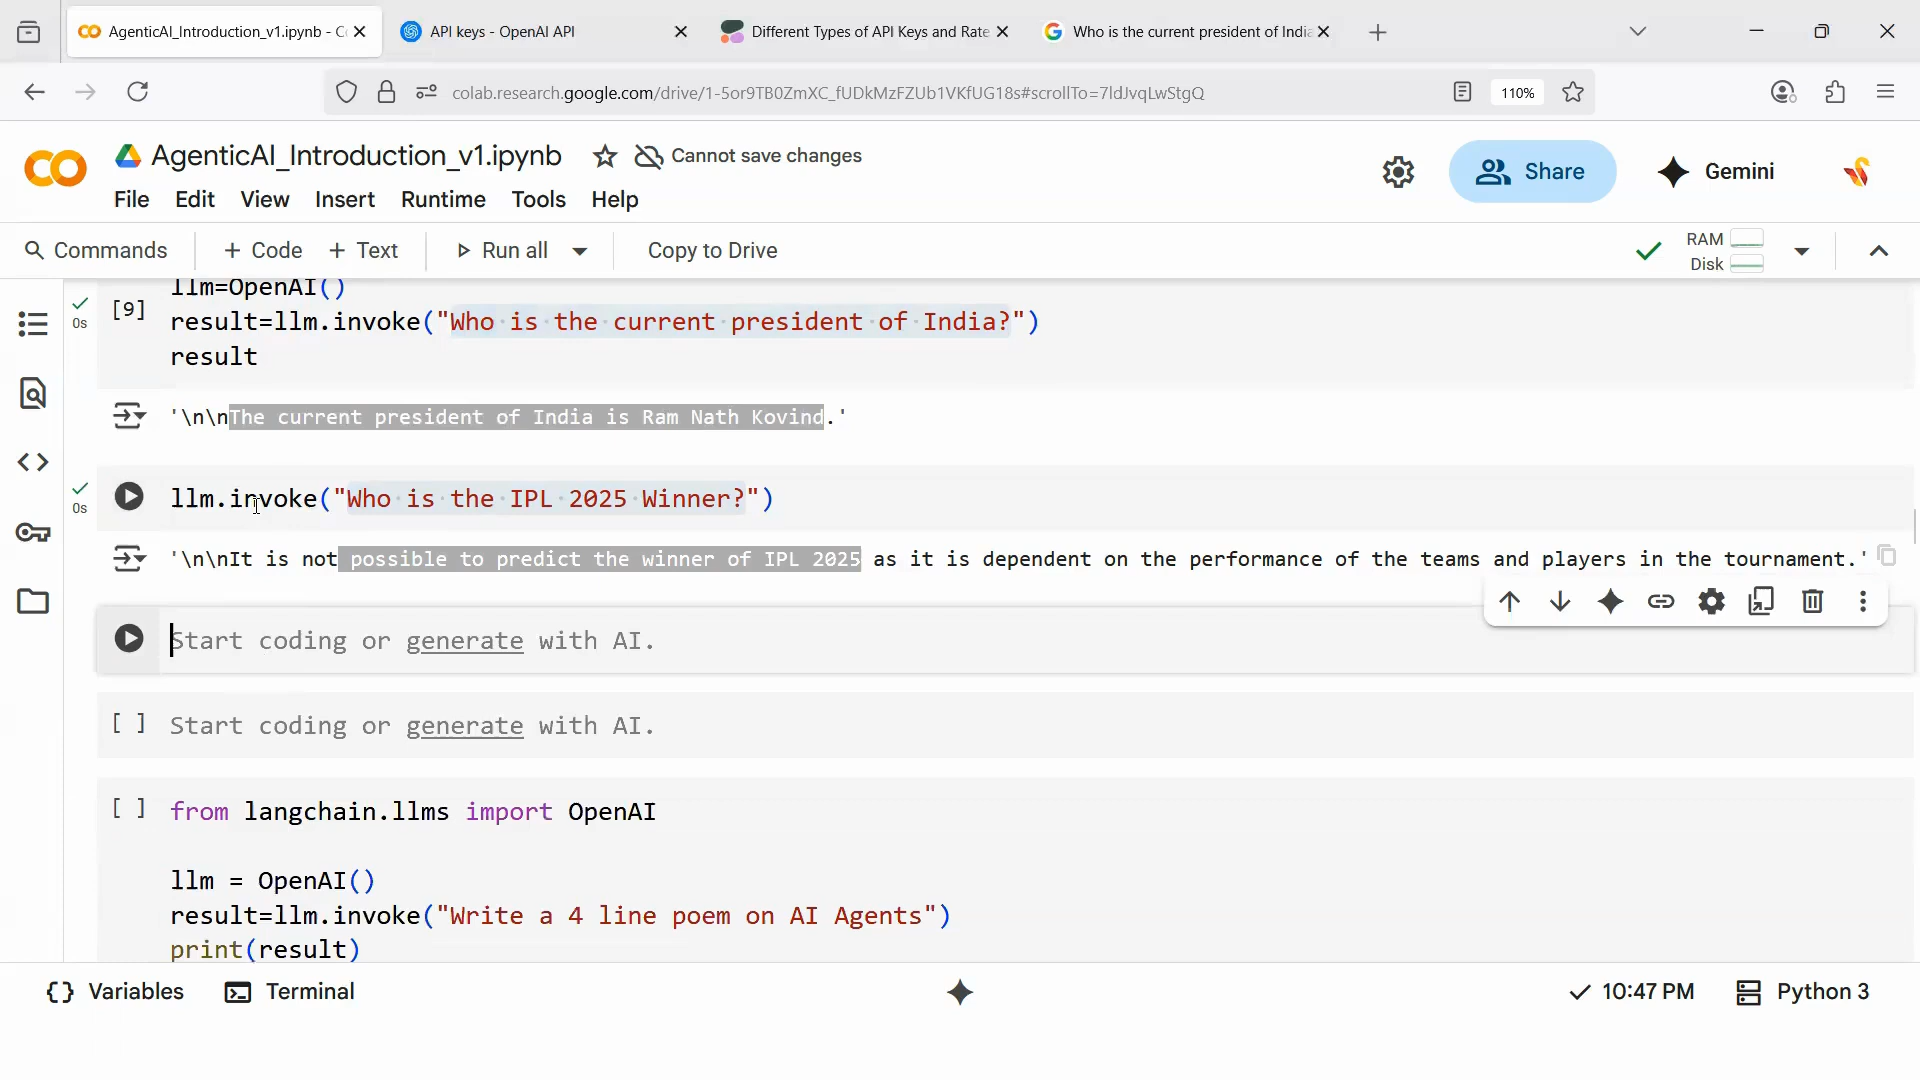 AgenticAI_Introduction_v1.ipynb - C
API keys - OpenAI API
Different Types of API Keys and Rate
Who is the current president of India
colab.research.google.com/drive/1-5or9TB0ZmXC_fUDkMzFZUb1VKfUG18s#scrollTo=7ldJvqLwStgQ
110%
AgenticAI_Introduction_v1.ipynb
Cannot save changes
Share
Gemini
File Edit View Insert Runtime Tools Help
Commands + Code + Text Run all Copy to Drive
RAM
Disk
llm=OpenAI()
[9]
0s
result=llm.invoke("Who is the current president of India?")
result
'\n\nThe current president of India is Ram Nath Kovind.'
llm.invoke("Who is the IPL 2025 Winner?")
0s
'\n\nIt is not possible to predict the winner of IPL 2025 as it is dependent on the performance of the teams and players in the tournament.'
Start coding or generate with AI.
[ ] Start coding or generate with AI.
[ ] from langchain.llms import OpenAI
llm = OpenAI()
result=llm.invoke("Write a 4 line poem on AI Agents")
print(result)
{} Variables Terminal 10:47 PM Python 3